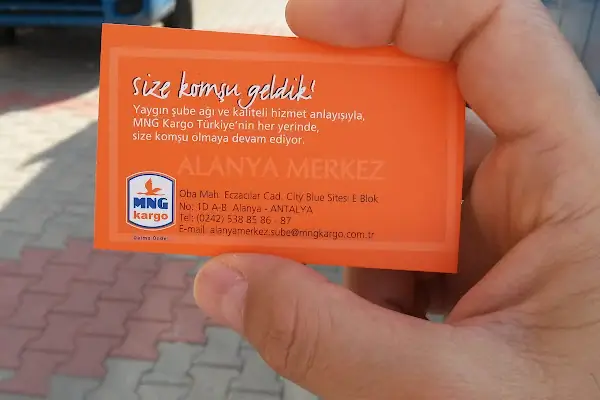 size komşu geldik!
Yaygın şube ağı ve kaliteli hizmet anlayışıyla,
MNG Kargo Türkiye'nin her yerinde,
size komşu olmaya devam ediyor.
ALANYA MERKEZ
Oba Mah. Eczacılar Cad. City Blue Sitesi E Blok
No: 1D A-B Alanya - ANTALYA
Tel: (0242) 538 85 86 - 87
E-mail: alanyamerkez.sube@mngkargo.com.tr
MNG
kargo
Daima Önde